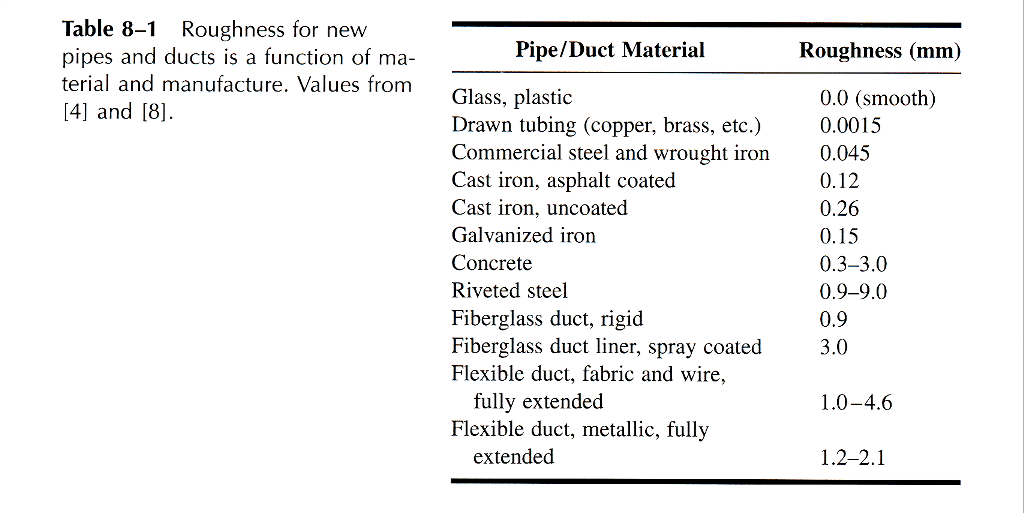 Table 8–1 Roughness for new
pipes and ducts is a function of ma-
terial and manufacture. Values from
[4] and [8].
Pipe/Duct Material Roughness (mm)
Glass, plastic 0.0 (smooth)
Drawn tubing (copper, brass, etc.) 0.0015
Commercial steel and wrought iron 0.045
Cast iron, asphalt coated 0.12
Cast iron, uncoated 0.26
Galvanized iron 0.15
Concrete 0.3–3.0
Riveted steel 0.9–9.0
Fiberglass duct, rigid 0.9
Fiberglass duct liner, spray coated 3.0
Flexible duct, fabric and wire,
fully extended 1.0–4.6
Flexible duct, metallic, fully
extended 1.2–2.1